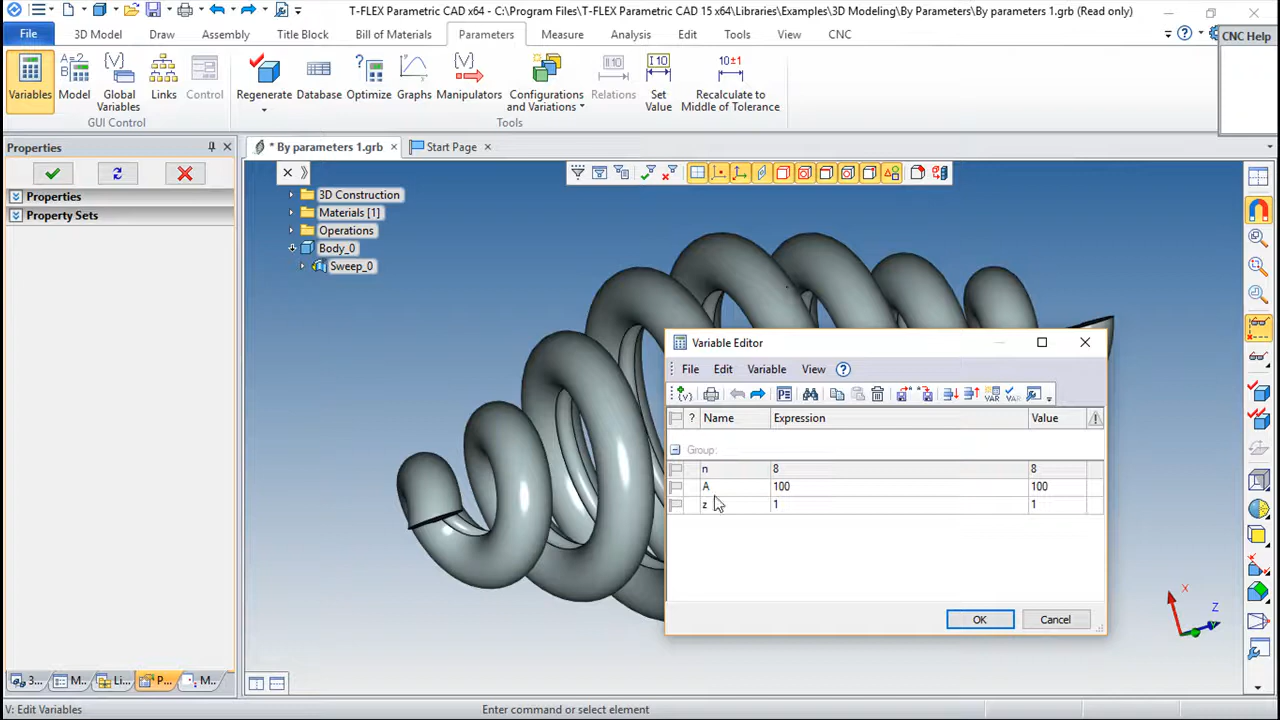 T-FLEX Parametric CAD x64 - C:\Program Files\T-FLEX Parametric CAD 15 x64\Libraries\Examples\3D Modeling\By Parameters\By parameters 1.grb (Read only)
File
3D Model
Draw
Assembly
Title Block
Bill of Materials
Parameters
Measure
Analysis
Edit
Tools
View
CNC
CNC Help
Variables
Model
Global
Variables
Links
Control
Regenerate
Database
Optimize
Graphs
Manipulators
Configurations
and Variations
Relations
Set
Value
10±1
Recalculate to
Middle of Tolerance
GUI Control
Tools
Properties
* By parameters 1.grb
Start Page
Properties
Property Sets
3D Construction
Materials [1]
Operations
Body_0
Sweep_0
Variable Editor
File Edit Variable View
? Name Expression Value
Group:
n 8 8
A 100 100
z 1 1
OK Cancel
X
Z
3... M... Li... P... M...
V: Edit Variables
Enter command or select element